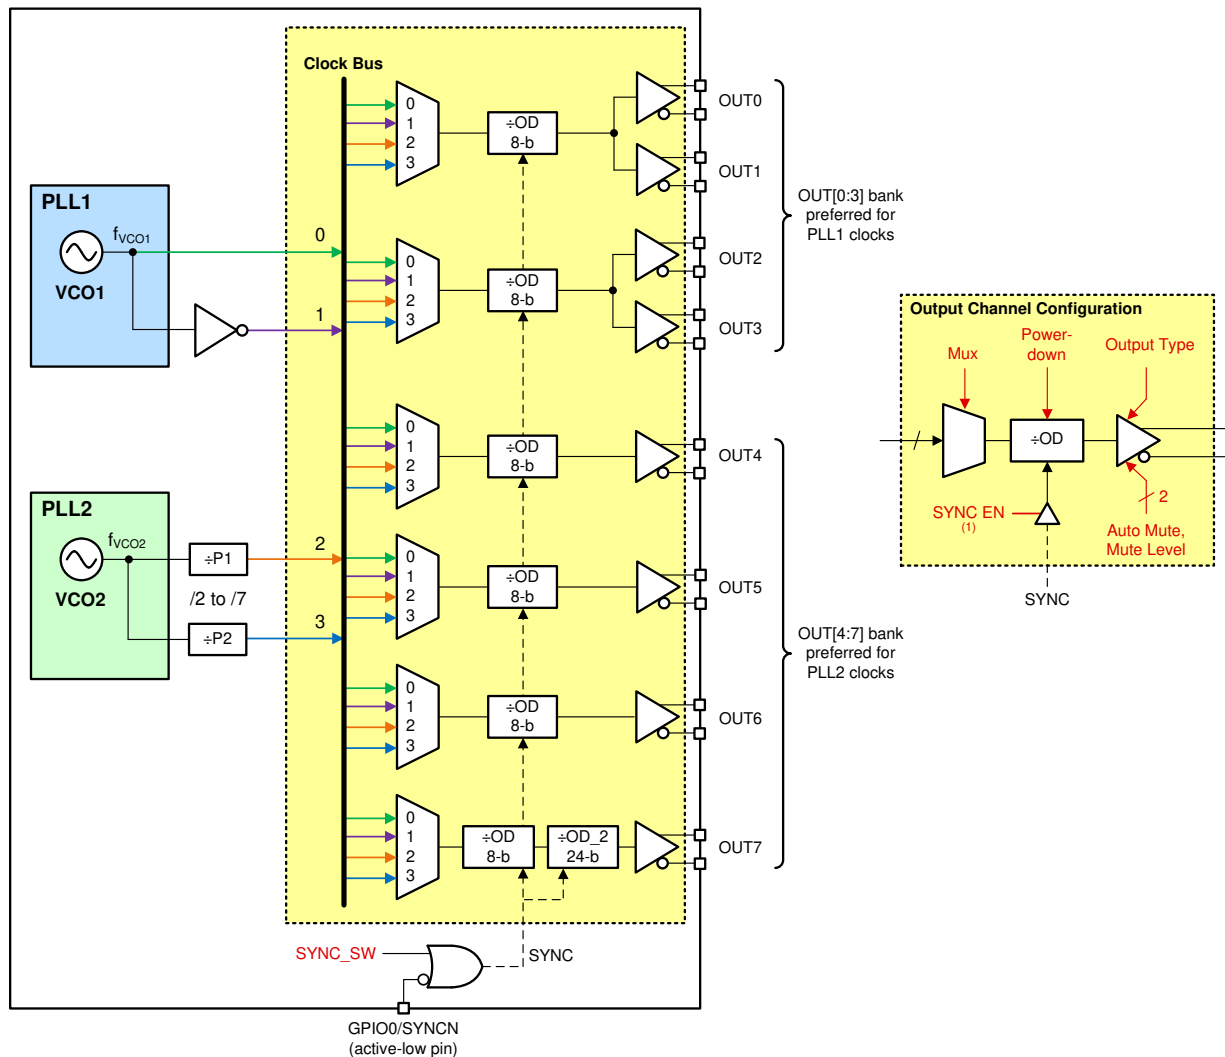 Clock Bus
0
1
2
3
÷OD
8-b
OUT0
OUT1
PLL1
fVCO1
VCO1
0
1
0
1
2
3
÷OD
8-b
OUT2
OUT3
OUT[0:3] bank
preferred for
PLL1 clocks
0
1
2
3
÷OD
8-b
OUT4
PLL2
fVCO2
VCO2
÷P1
/2 to /7
÷P2
2
3
0
1
2
3
÷OD
8-b
OUT5
0
1
2
3
÷OD
8-b
OUT6
OUT[4:7] bank
preferred for
PLL2 clocks
0
1
2
3
÷OD
8-b
÷OD_2
24-b
OUT7
SYNC_SW
SYNC
GPIO0/SYNCN
(active-low pin)
Output Channel Configuration
Mux
Power-
down
Output Type
÷OD
SYNC EN
(1)
2
Auto Mute,
Mute Level
SYNC